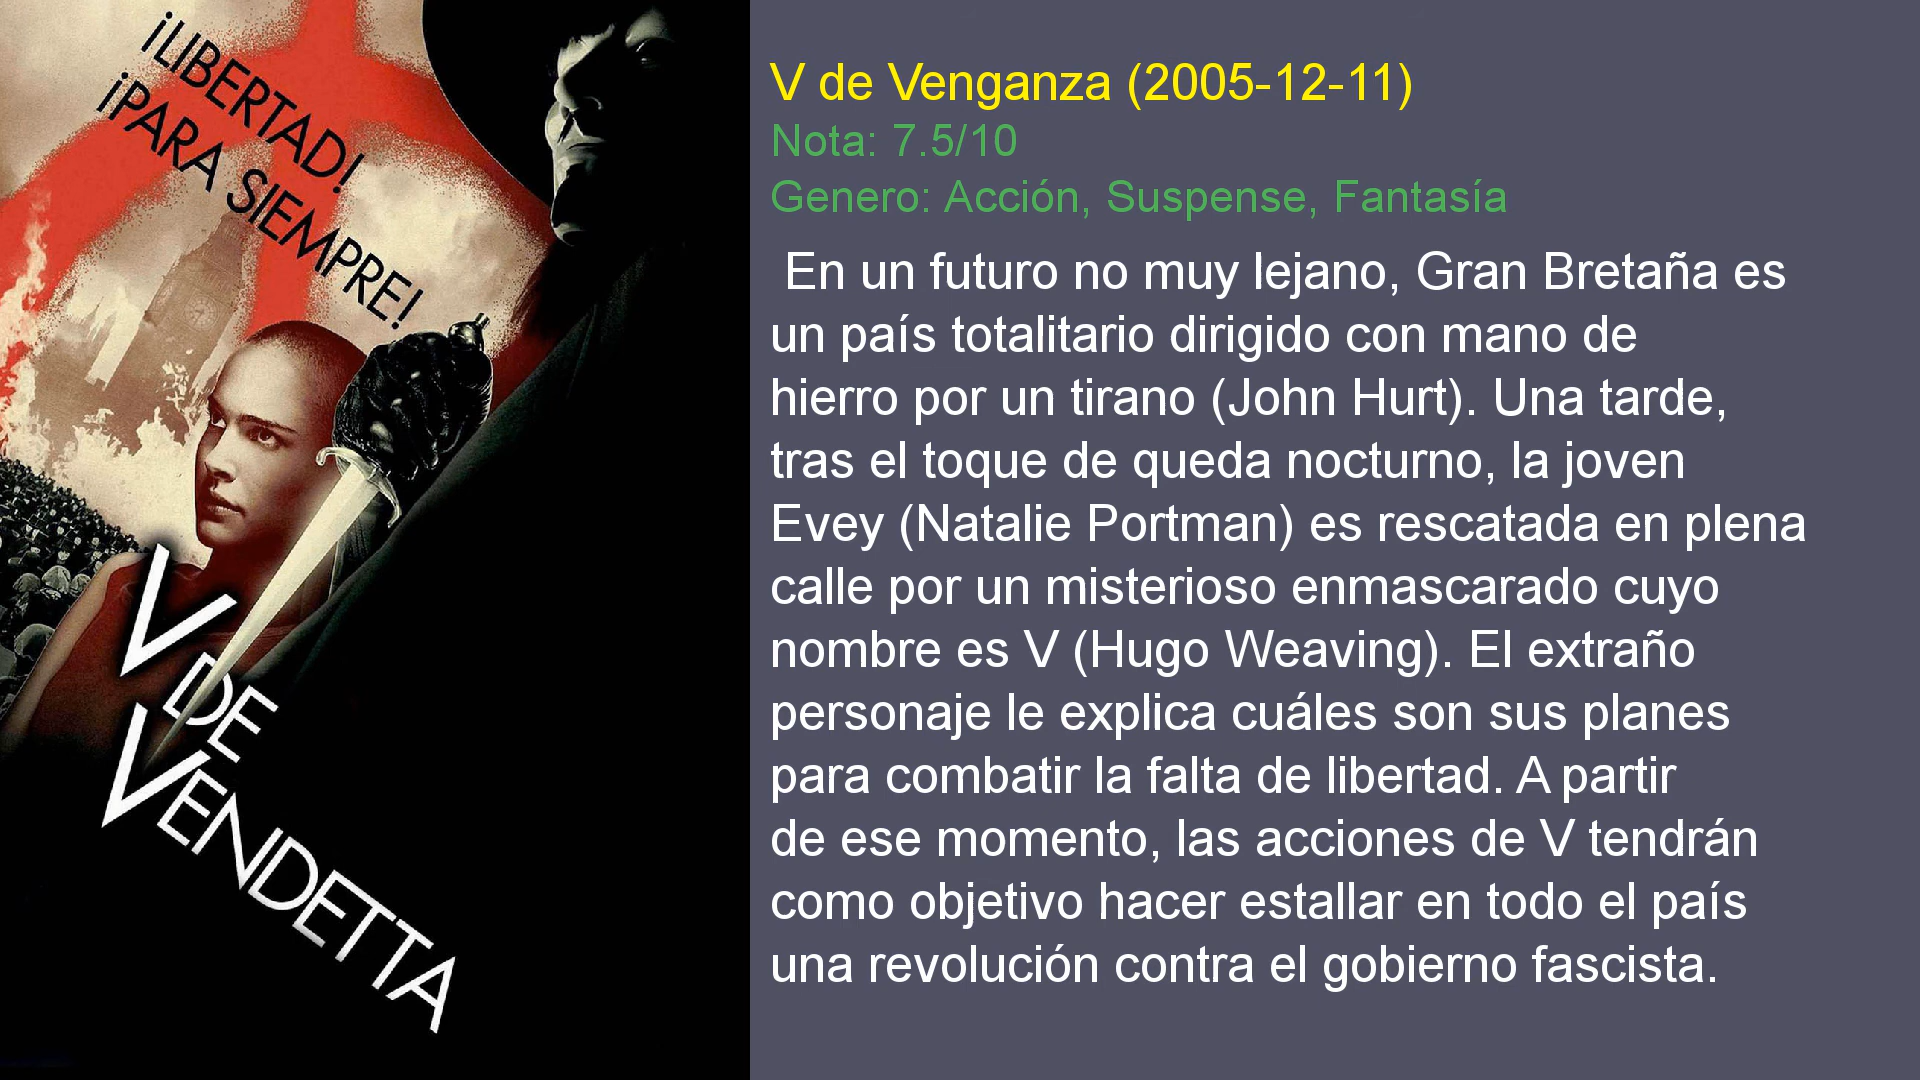 ¡LIBERTAD!
¡PARA SIEMPRE!
V DE
VENDETTA
V de Venganza (2005-12-11)
Nota: 7.5/10
Genero: Acción, Suspense, Fantasía
En un futuro no muy lejano, Gran Bretaña es
un país totalitario dirigido con mano de
hierro por un tirano (John Hurt). Una tarde,
tras el toque de queda nocturno, la joven
Evey (Natalie Portman) es rescatada en plena
calle por un misterioso enmascarado cuyo
nombre es V (Hugo Weaving). El extraño
personaje le explica cuáles son sus planes
para combatir la falta de libertad. A partir
de ese momento, las acciones de V tendrán
como objetivo hacer estallar en todo el país
una revolución contra el gobierno fascista.